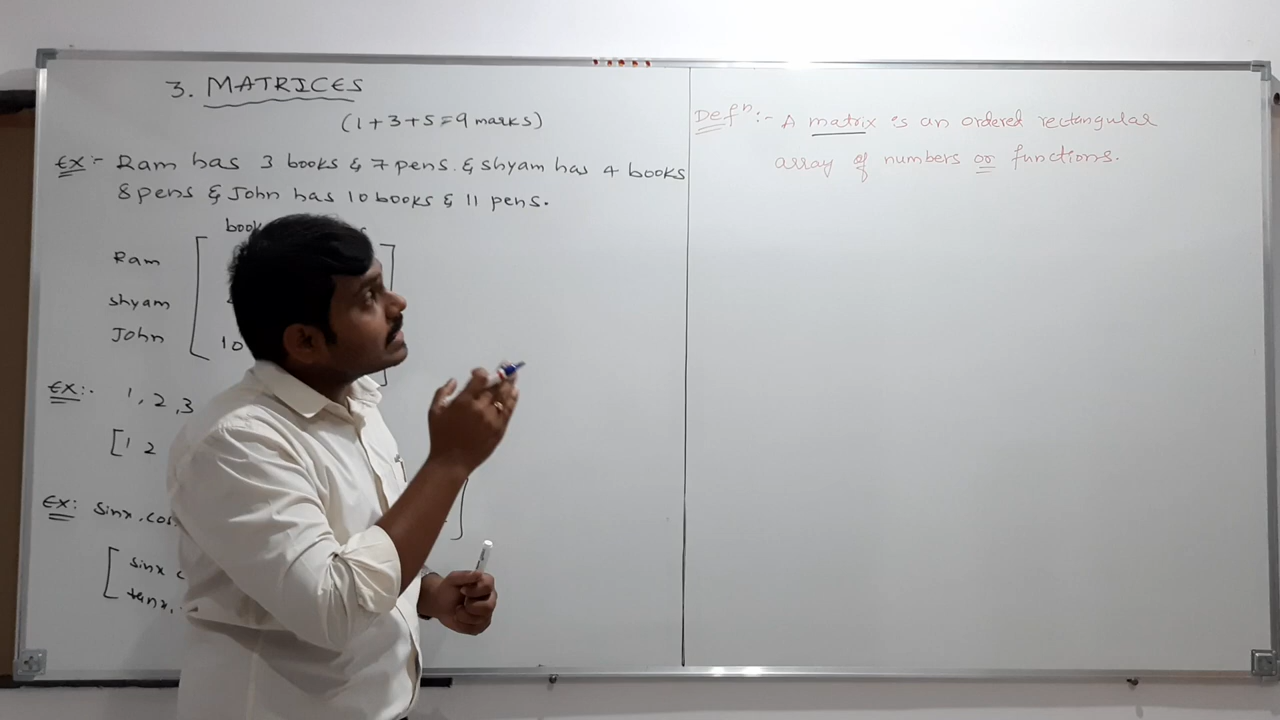 3. MATRICES
(1+3+5=9 marks)
EX:- Ram has 3 books & 7 pens. & shyam has 4 books
8 pens & John has 10 books & 11 pens.
Ram
shyam
John 10
EX:- 1, 2, 3
[1 2
EX: sinx, cos
[sinx c
tanx,
Defn:- A matrix is an ordered rectangular
array of numbers or functions.